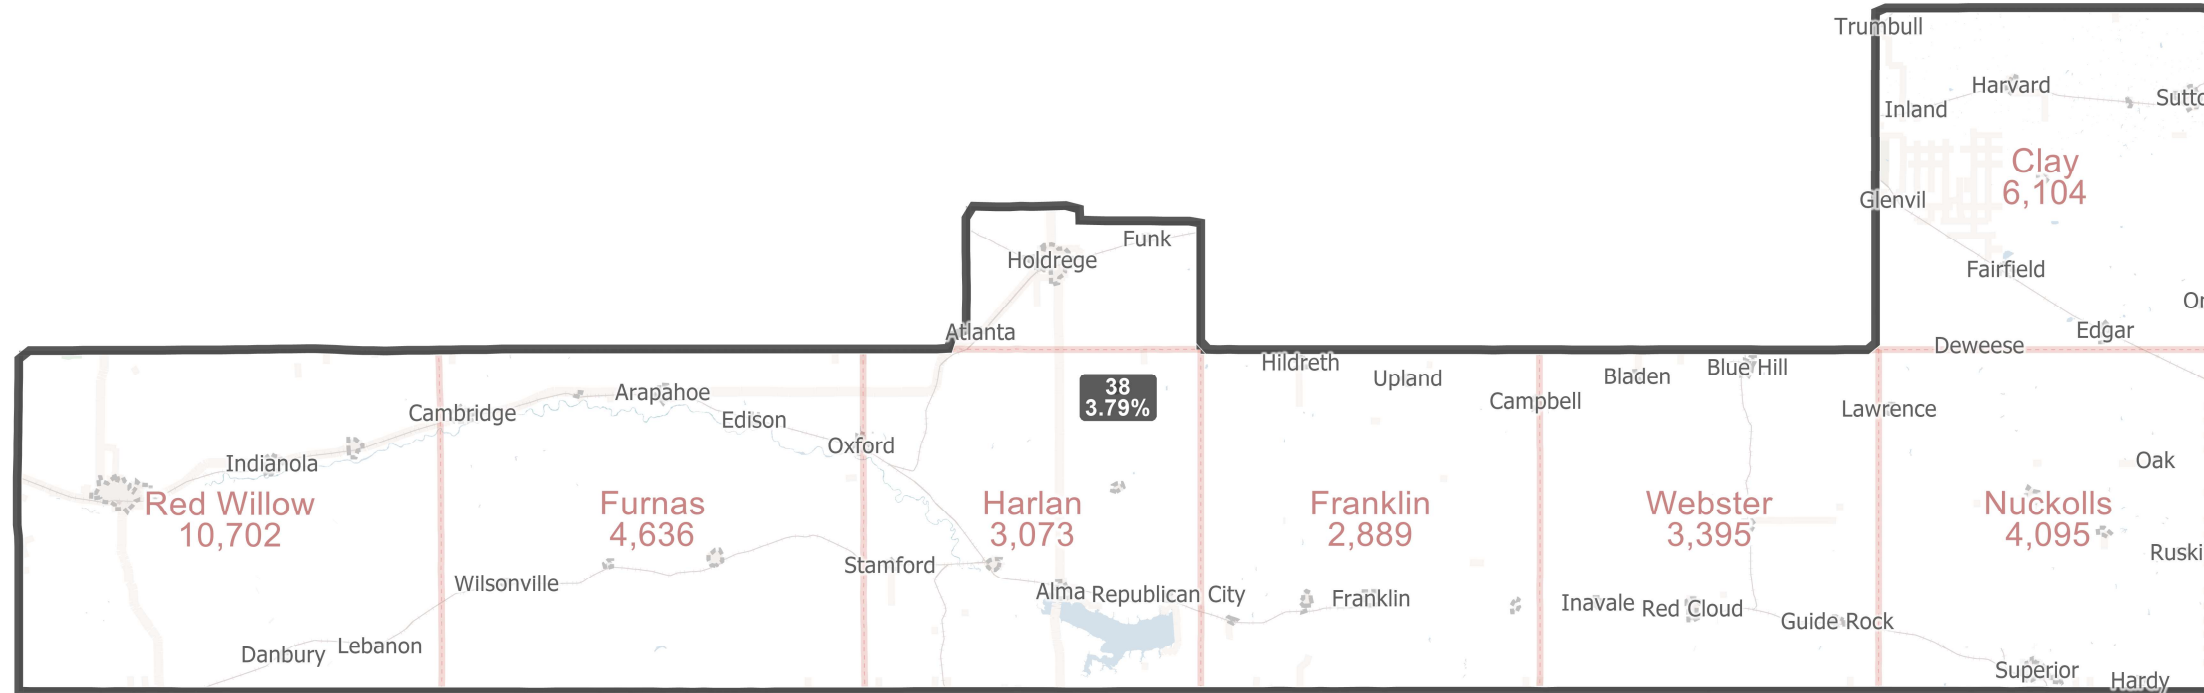 Trumbull
Harvard
Inland
Sutto
Clay
6,104
Glenvil
Funk
Holdrege
Fairfield
Or
Atlanta
Edgar
Deweese
Hildreth
Upland
Bladen
Blue Hill
38
3.79%
Arapahoe
Cambridge
Edison
Campbell
Lawrence
Oxford
Indianola
Oak
Red Willow
10,702
Furnas
4,636
Harlan
3,073
Franklin
2,889
Webster
3,395
Nuckolls
4,095
Ruski
Stamford
Wilsonville
Alma
Republican City
Franklin
Inavale
Red Cloud
Guide Rock
Lebanon
Danbury
Superior
Hardy